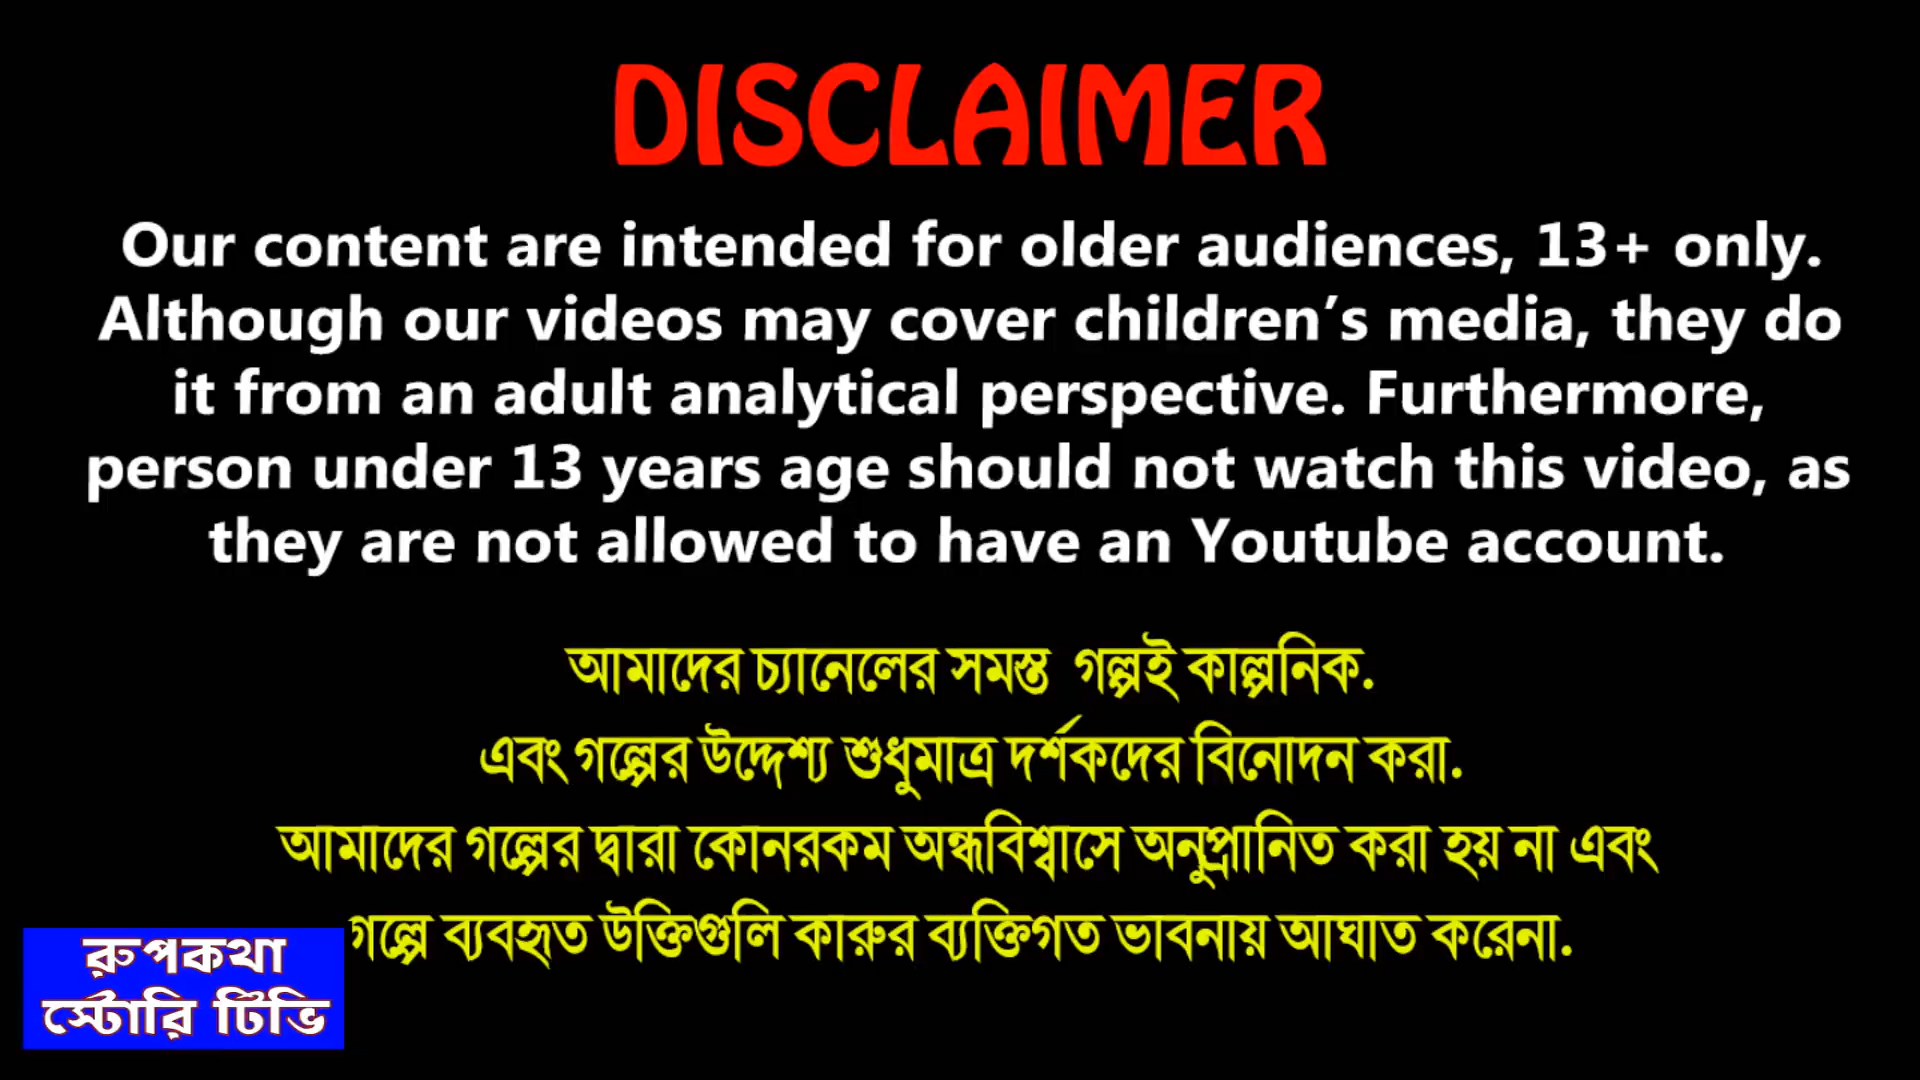 DISCLAIMER
Our content are intended for older audiences, 13+ only.
Although our videos may cover children’s media, they do
it from an adult analytical perspective. Furthermore,
person under 13 years age should not watch this video, as
they are not allowed to have an Youtube account.
আমাদের চ্যানেলের সমস্ত গল্পই কাল্পনিক.
এবং গল্পের উদ্দেশ্য শুধুমাত্র দর্শকদের বিনোদন করা.
আমাদের গল্পের দ্বারা কোনরকম অন্ধবিশ্বাসে অনুপ্রানিত করা হয় না এবং
গল্পে ব্যবহৃত উক্তিগুলি কারুর ব্যক্তিগত ভাবনায় আঘাত করেনা.
রুপকথা
স্টোরি টিভি